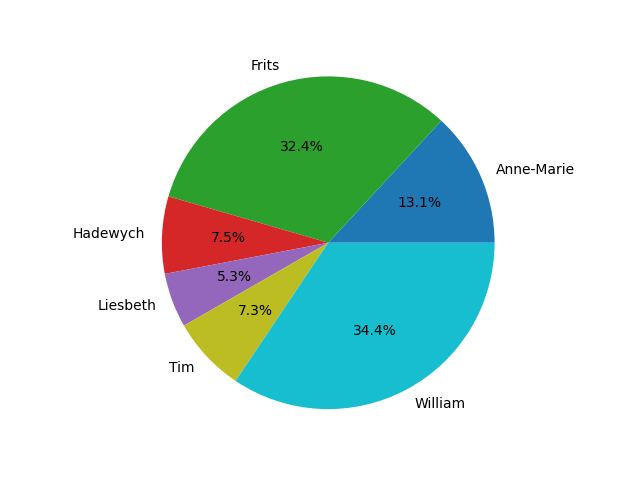 Frits
32.4%
Anne-Marie
13.1%
Hadewych
7.5%
5.3%
Liesbeth
7.3%
34.4%
Tim
William